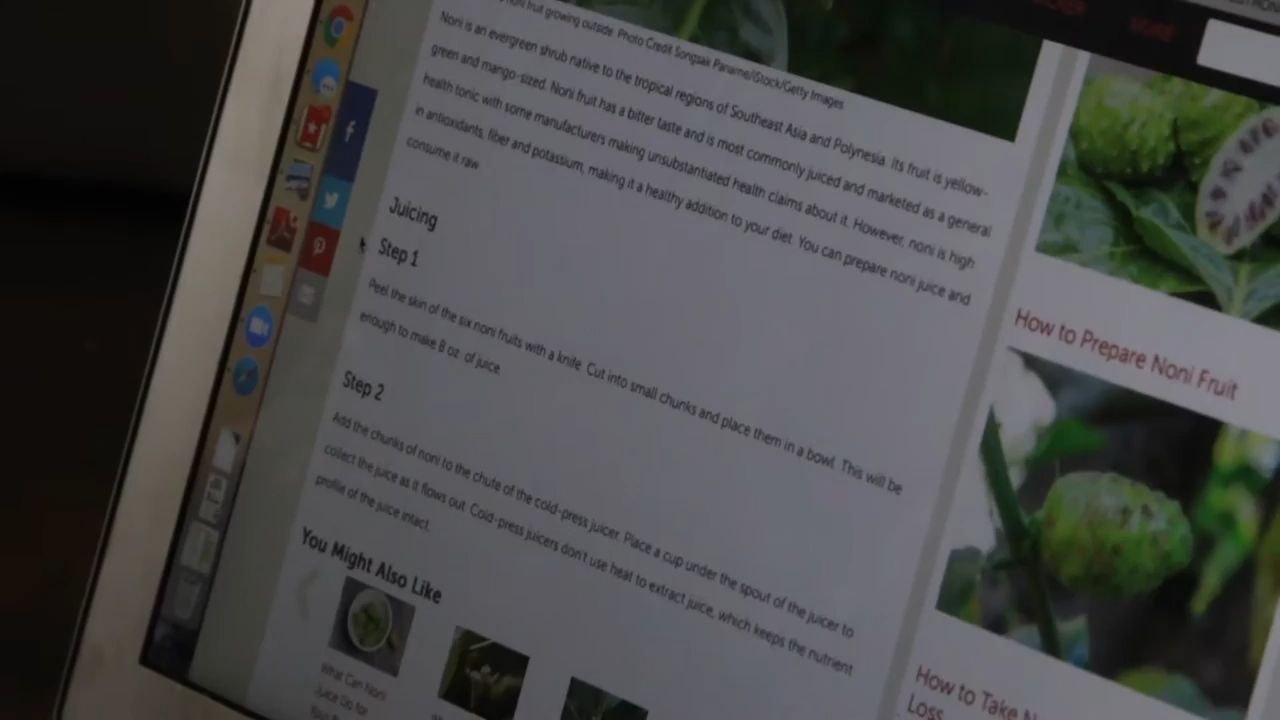 noni fruit growing outside. Photo Credit Songsak Paname/iStock/Getty Images
Noni is an evergreen shrub native to the tropical regions of Southeast Asia and Polynesia. Its fruit is yellow-
green and mango-sized. Noni fruit has a bitter taste and is most commonly juiced and marketed as a general
health tonic with some manufacturers making unsubstantiated health claims about it. However, noni is high
in antioxidants, fiber and potassium, making it a healthy addition to your diet. You can prepare noni juice and
consume it raw.
Juicing
Step 1
Peel the skin of the six noni fruits with a knife. Cut into small chunks and place them in a bowl. This will be
enough to make 8 oz. of juice.
Step 2
Add the chunks of noni to the chute of the cold-press juicer. Place a cup under the spout of the juicer to
collect the juice as it flows out. Cold-press juicers don't use heat to extract juice, which keeps the nutrient
profile of the juice intact.
You Might Also Like
What Can Noni
Juice Do for
MORE
How to Prepare Noni Fruit
How to Take N
Loss